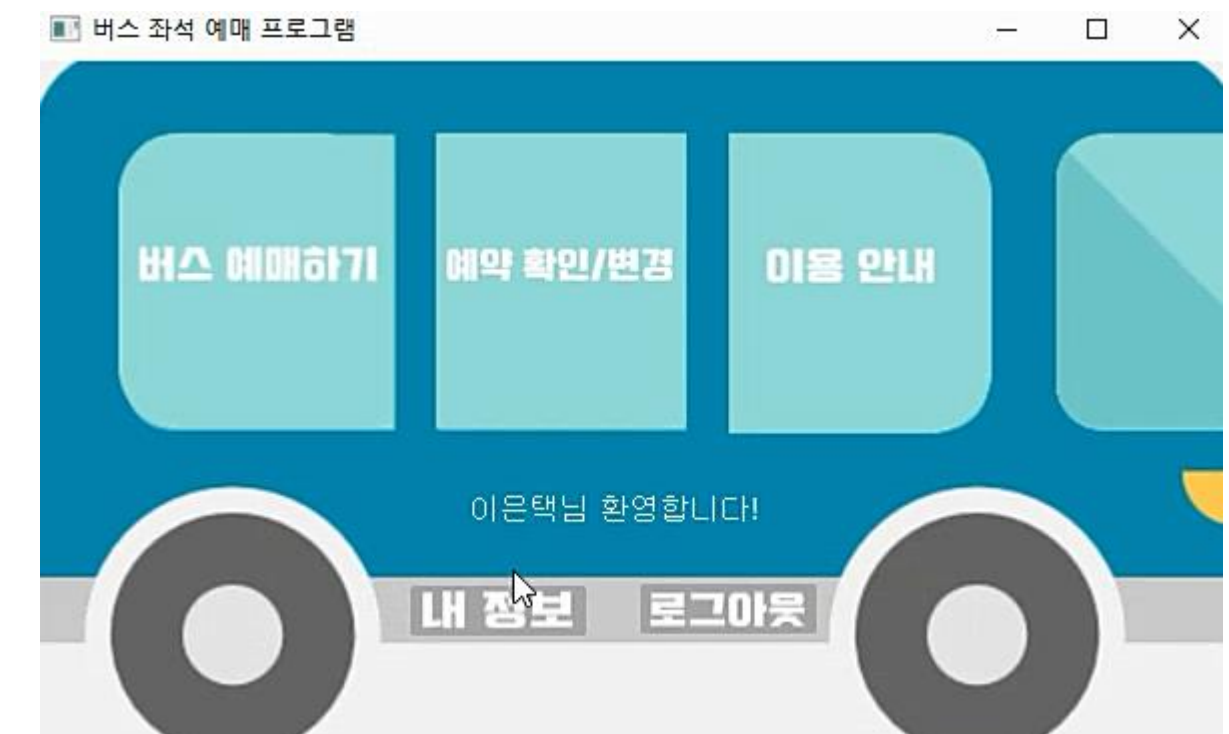 버스 좌석 예매 프로그램
버스 예매하기
예약 확인/변경
이용 안내
이은택님 환영합니다!
내 정보
로그아웃